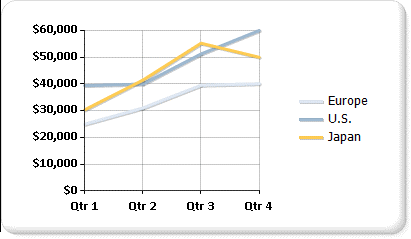 $60,000
$50,000
$40,000
$30,000
$20,000
$10,000
$0
Qtr 1 Qtr 2 Qtr 3 Qtr 4
Europe
U.S.
Japan